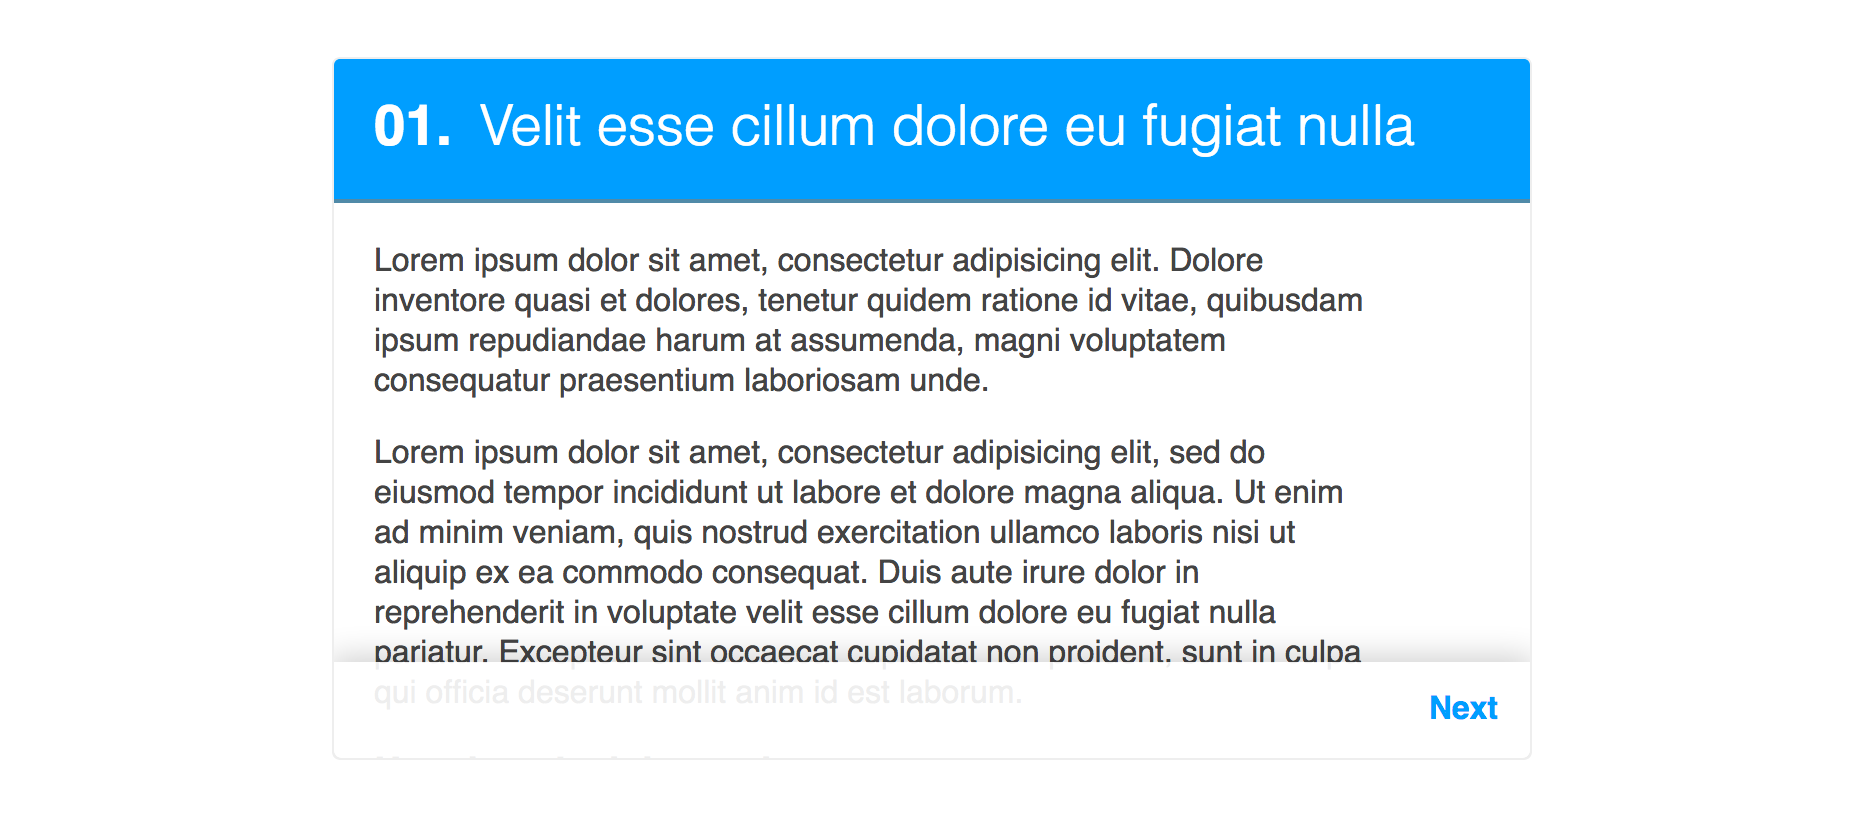 01. Velit esse cillum dolore eu fugiat nulla
Lorem ipsum dolor sit amet, consectetur adipisicing elit. Dolore
inventore quasi et dolores, tenetur quidem ratione id vitae, quibusdam
ipsum repudiandae harum at assumenda, magni voluptatem
consequatur praesentium laboriosam unde.
Lorem ipsum dolor sit amet, consectetur adipisicing elit, sed do
eiusmod tempor incididunt ut labore et dolore magna aliqua. Ut enim
ad minim veniam, quis nostrud exercitation ullamco laboris nisi ut
aliquip ex ea commodo consequat. Duis aute irure dolor in
reprehenderit in voluptate velit esse cillum dolore eu fugiat nulla
pariatur. Excepteur sint occaecat cupidatat non proident, sunt in culpa
qui officia deserunt mollit anim id est laborum.
Next